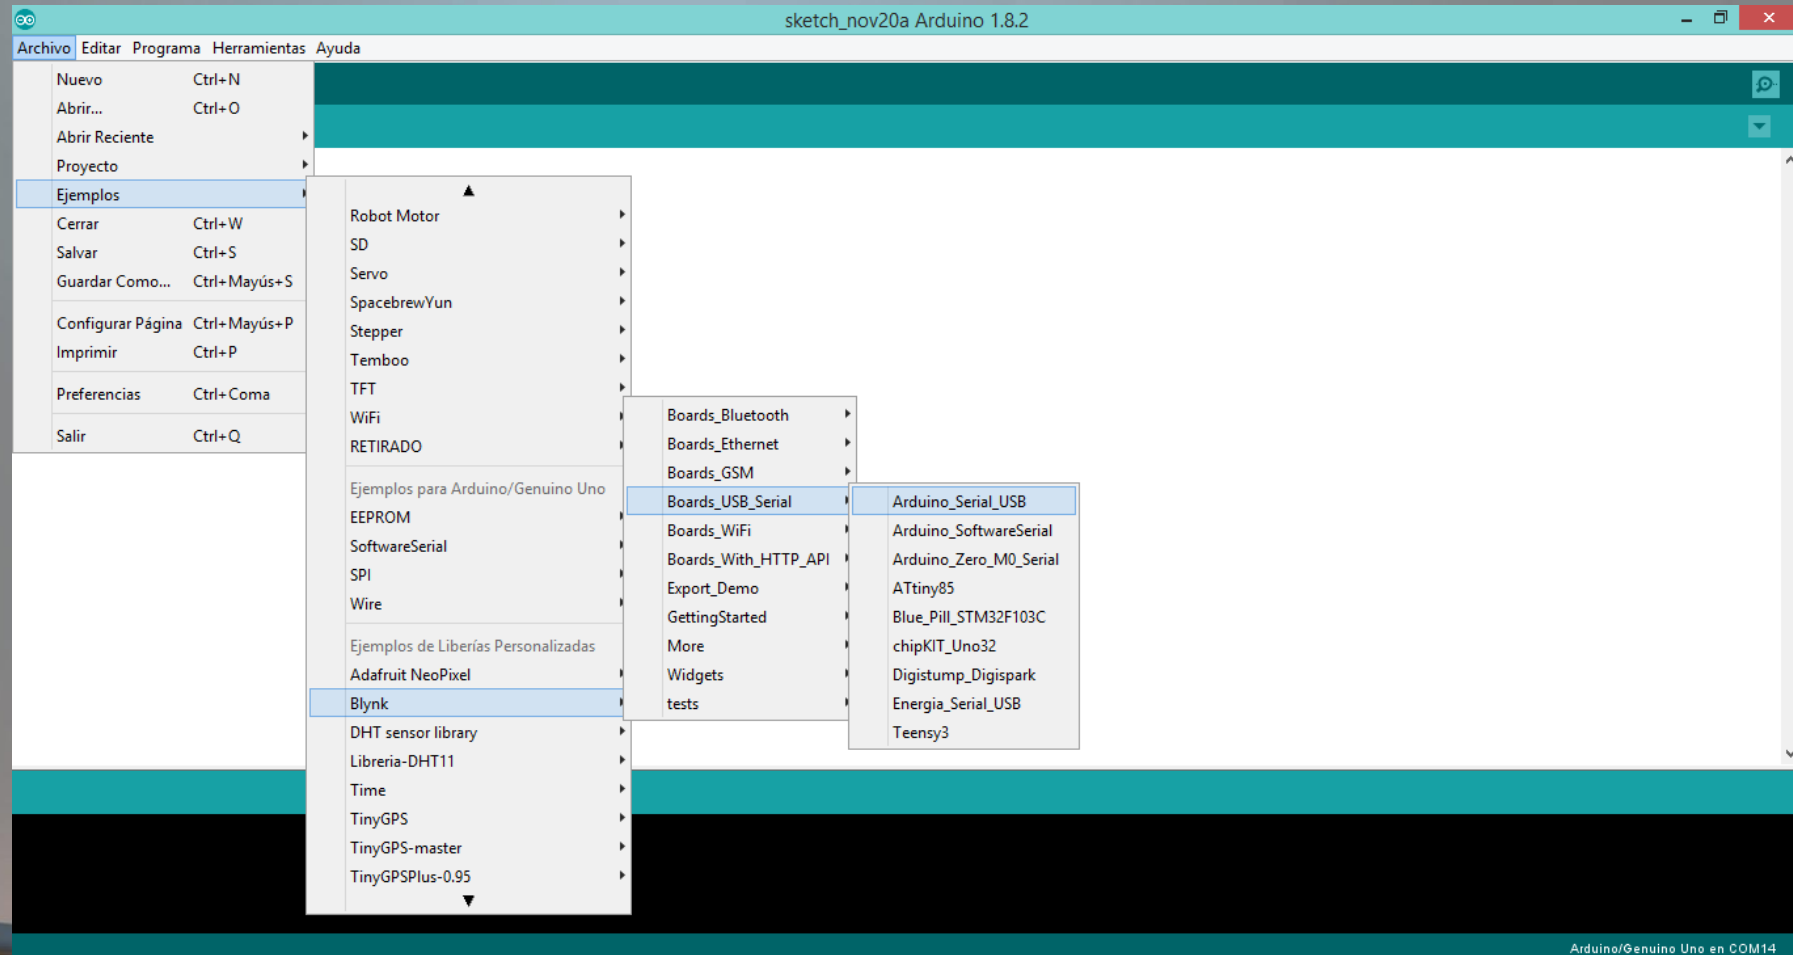 sketch_nov20a Arduino 1.8.2
Archivo Editar Programa Herramientas Ayuda
Nuevo Ctrl+N
Abrir... Ctrl+O
Abrir Reciente
Proyecto
Ejemplos
Cerrar Ctrl+W
Salvar Ctrl+S
Guardar Como... Ctrl+Mayús+S
Configurar Página Ctrl+Mayús+P
Imprimir Ctrl+P
Preferencias Ctrl+Coma
Salir Ctrl+Q
Robot Motor
SD
Servo
SpacebrewYun
Stepper
Temboo
TFT
WiFi
RETIRADO
Ejemplos para Arduino/Genuino Uno
EEPROM
SoftwareSerial
SPI
Wire
Ejemplos de Liberías Personalizadas
Adafruit NeoPixel
Blynk
DHT sensor library
Libreria-DHT11
Time
TinyGPS
TinyGPS-master
TinyGPSPlus-0.95
Boards_Bluetooth
Boards_Ethernet
Boards_GSM
Boards_USB_Serial
Boards_WiFi
Boards_With_HTTP_API
Export_Demo
GettingStarted
More
Widgets
tests
Arduino_Serial_USB
Arduino_SoftwareSerial
Arduino_Zero_M0_Serial
ATtiny85
Blue_Pill_STM32F103C
chipKIT_Uno32
Digistump_Digispark
Energia_Serial_USB
Teensy3
Arduino/Genuino Uno en COM14